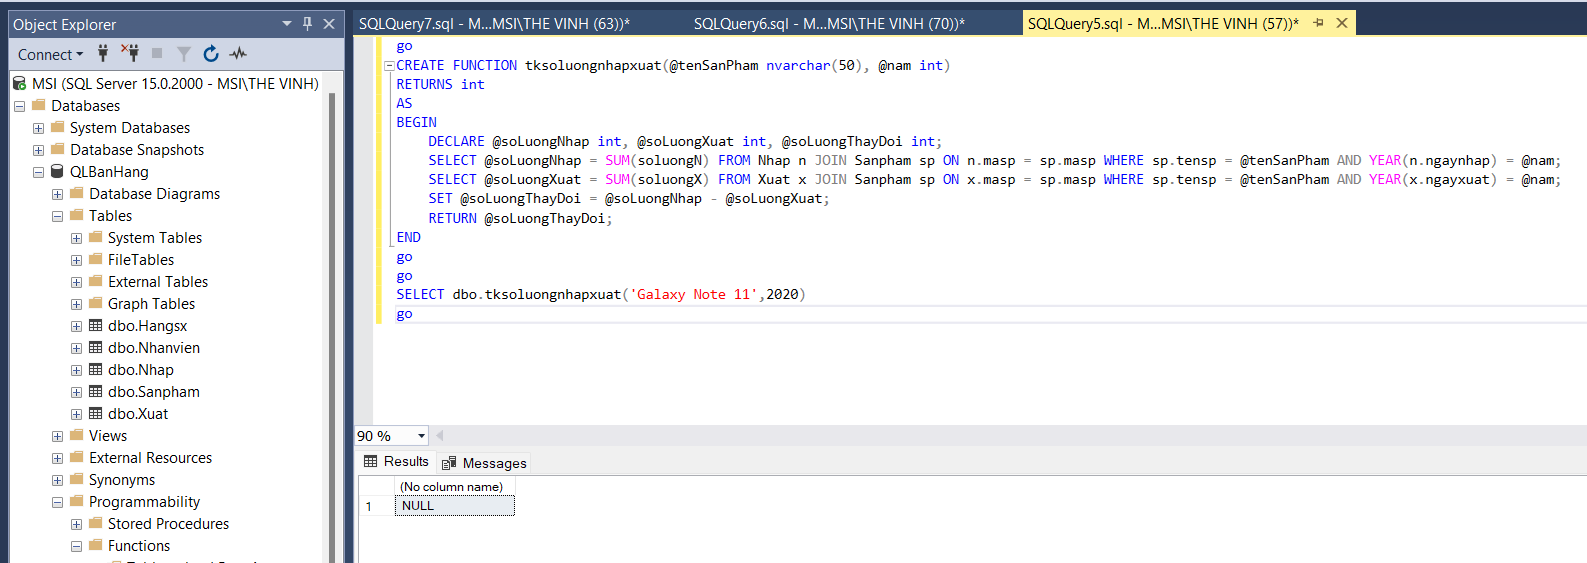 Object Explorer
Connect
MSI (SQL Server 15.0.2000 - MSI\THE VINH)
Databases
System Databases
Database Snapshots
QLBanHang
Database Diagrams
Tables
System Tables
FileTables
External Tables
Graph Tables
dbo.Hangsx
dbo.Nhanvien
dbo.Nhap
dbo.Sanpham
dbo.Xuat
Views
External Resources
Synonyms
Programmability
Stored Procedures
Functions
SQLQuery7.sql - M...MSI\THE VINH (63))*
SQLQuery6.sql - M...MSI\THE VINH (70))*
SQLQuery5.sql - M...MSI\THE VINH (57))*
go
CREATE FUNCTION tksoluongnhapxuat(@tenSanPham nvarchar(50), @nam int)
RETURNS int
AS
BEGIN
DECLARE @soLuongNhap int, @soLuongXuat int, @soLuongThayDoi int;
SELECT @soLuongNhap = SUM(soluongN) FROM Nhap n JOIN Sanpham sp ON n.masp = sp.masp WHERE sp.tensp = @tenSanPham AND YEAR(n.ngaynhap) = @nam;
SELECT @soLuongXuat = SUM(soluongX) FROM Xuat x JOIN Sanpham sp ON x.masp = sp.masp WHERE sp.tensp = @tenSanPham AND YEAR(x.ngayxuat) = @nam;
SET @soLuongThayDoi = @soLuongNhap - @soLuongXuat;
RETURN @soLuongThayDoi;
END
go
go
SELECT dbo.tksoluongnhapxuat('Galaxy Note 11',2020)
go
90 %
Results
Messages
(No column name)
1 NULL